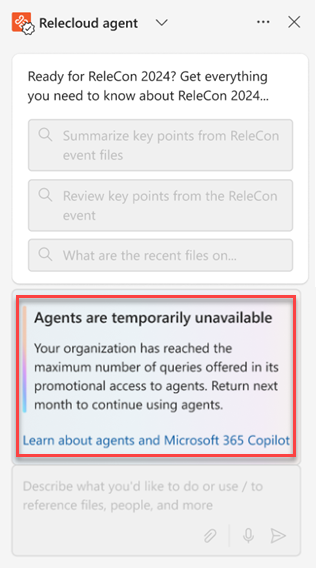 Relecloud agent
Ready for ReleCon 2024? Get everything
you need to know about ReleCon 2024...
Summarize key points from ReleCon
event files
Review key points from the ReleCon
event
What are the recent files on...
Agents are temporarily unavailable
Your organization has reached the
maximum number of queries offered in its
promotional access to agents. Return next
month to continue using agents.
Learn about agents and Microsoft 365 Copilot
Describe what you'd like to do or use / to
reference files, people, and more